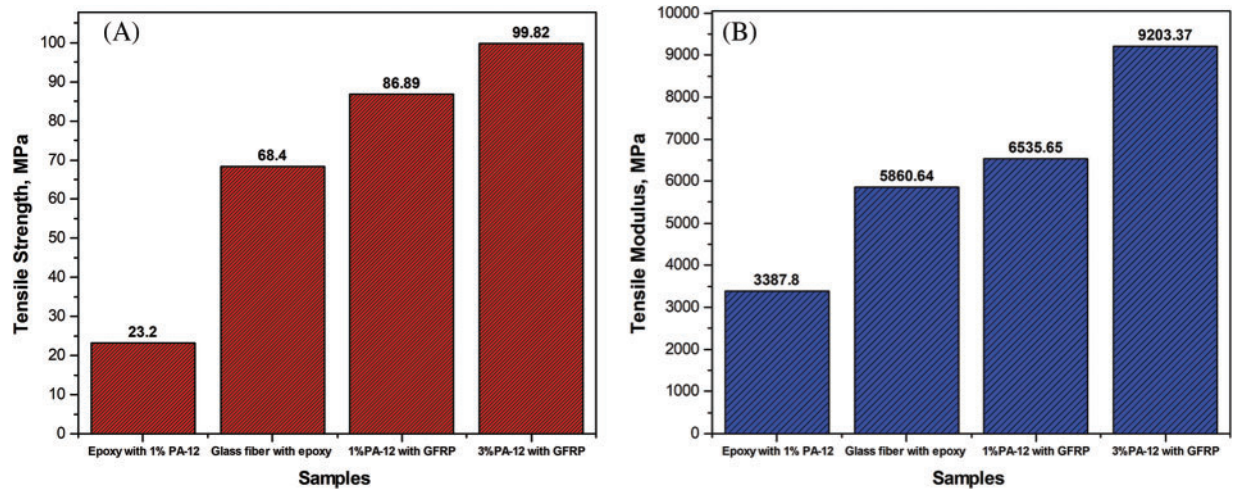 (A)
Tensile Strength, MPa
100
90
80
70
60
50
40
30
20
10
0
23.2
68.4
86.89
99.82
Epoxy with 1% PA-12
Glass fiber with epoxy
1%PA-12 with GFRP
3%PA-12 with GFRP
Samples
(B)
Tensile Modulus, MPa
10000
9000
8000
7000
6000
5000
4000
3000
2000
1000
0
3387.8
5860.64
6535.65
9203.37
Epoxy with 1% PA-12
Glass fiber with epoxy
1%PA-12 with GFRP
3%PA-12 with GFRP
Samples